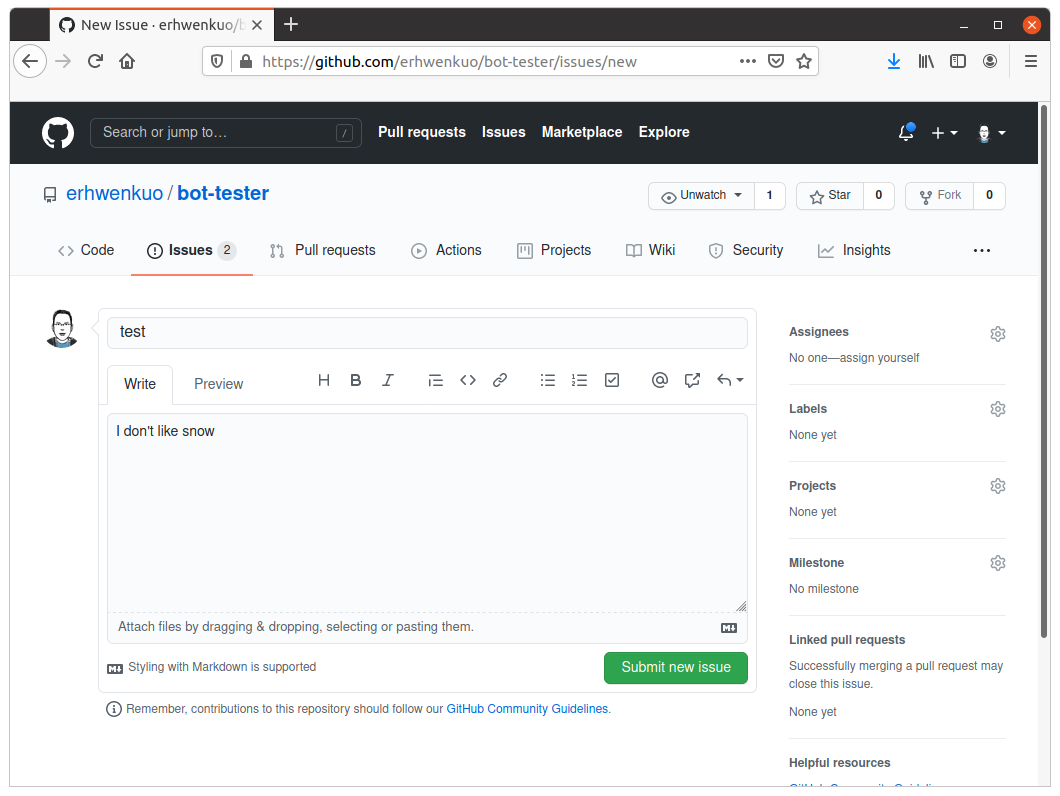 New Issue · erhwenkuo/b
https://github.com/erhwenkuo/bot-tester/issues/new
Search or jump to… / Pull requests Issues Marketplace Explore
erhwenkuo / bot-tester
Unwatch 1 Star 0 Fork 0
Code Issues 2 Pull requests Actions Projects Wiki Security Insights
test
Write Preview
I don't like snow
Attach files by dragging & dropping, selecting or pasting them.
Styling with Markdown is supported
Submit new issue
Remember, contributions to this repository should follow our GitHub Community Guidelines.
Assignees
No one—assign yourself
Labels
None yet
Projects
None yet
Milestone
No milestone
Linked pull requests
Successfully merging a pull request may
close this issue.
None yet
Helpful resources